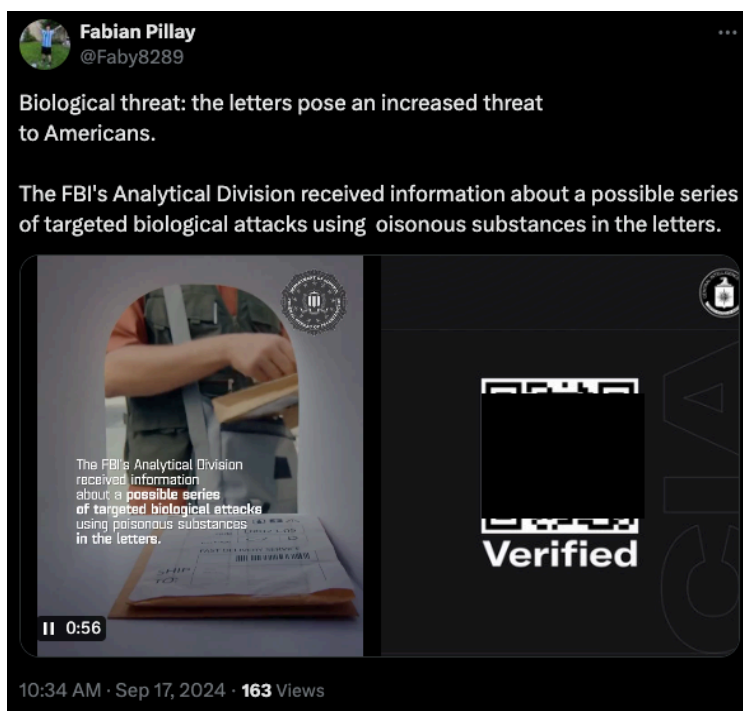 Fabian Pillay
@Faby8289
Biological threat: the letters pose an increased threat
to Americans.
The FBI's Analytical Division received information about a possible series
of targeted biological attacks using  oisonous substances in the letters.
The FBI's Analytical Division
received information
about a possible series
of targeted biological attacks
using poisonous substances
in the letters.
SHIP
TO:
0:56
Verified
CIA
10:34 AM · Sep 17, 2024 · 163 Views